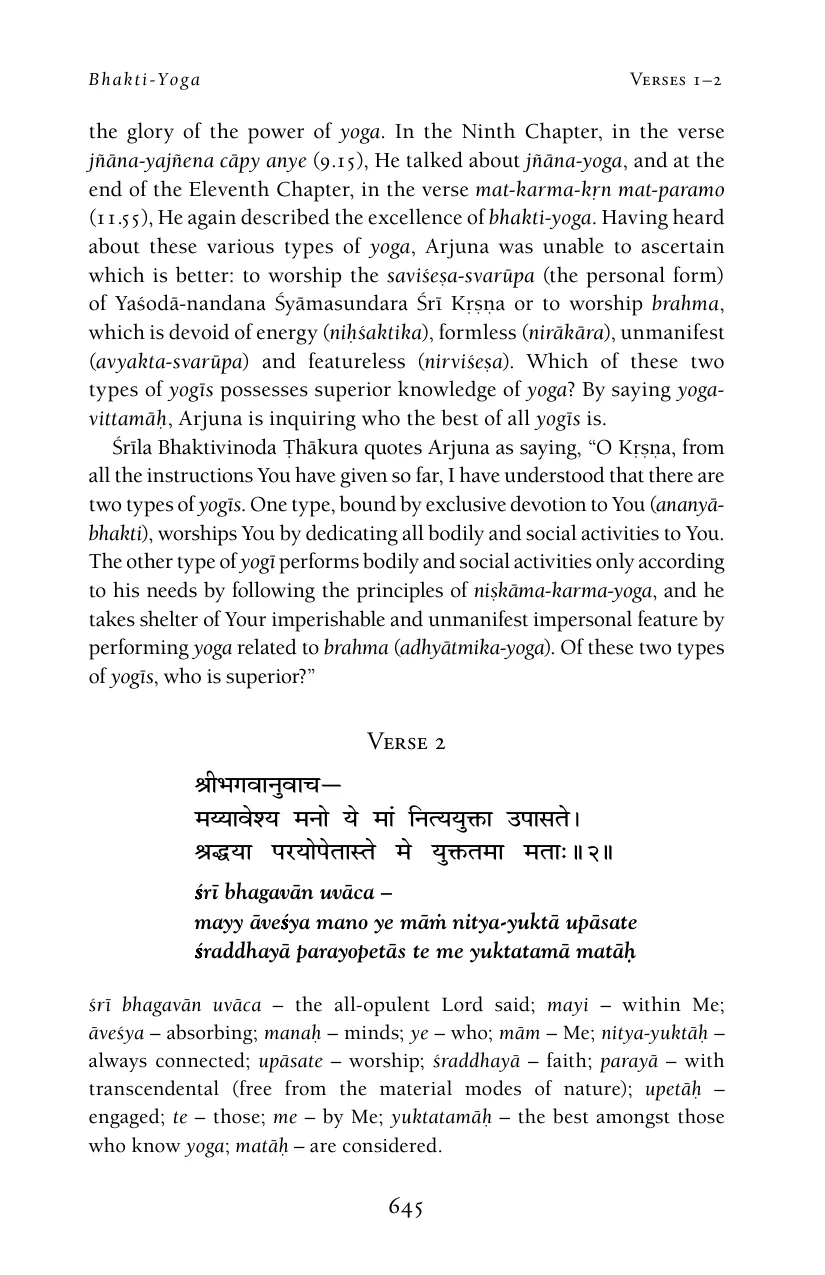 Bhakti-Yoga VERSES 1–2
the glory of the power of yoga. In the Ninth Chapter, in the verse
jñāna-yajñena cāpy anye (9.15), He talked about jñāna-yoga, and at the
end of the Eleventh Chapter, in the verse mat-karma-kṛn mat-paramo
(11.55), He again described the excellence of bhakti-yoga. Having heard
about these various types of yoga, Arjuna was unable to ascertain
which is better: to worship the saviśeṣa-svarūpa (the personal form)
of Yaśodā-nandana Śyāmasundara Śrī Kṛṣṇa or to worship brahma,
which is devoid of energy (niḥśaktika), formless (nirākāra), unmanifest
(avyakta-svarūpa) and featureless (nirviśeṣa). Which of these two
types of yogīs possesses superior knowledge of yoga? By saying yoga-
vittamāḥ, Arjuna is inquiring who the best of all yogīs is.
Śrīla Bhaktivinoda Ṭhākura quotes Arjuna as saying, “O Kṛṣṇa, from
all the instructions You have given so far, I have understood that there are
two types of yogīs. One type, bound by exclusive devotion to You (ananyā-
bhakti), worships You by dedicating all bodily and social activities to You.
The other type of yogī performs bodily and social activities only according
to his needs by following the principles of niṣkāma-karma-yoga, and he
takes shelter of Your imperishable and unmanifest impersonal feature by
performing yoga related to brahma (adhyātmika-yoga). Of these two types
of yogīs, who is superior?”
VERSE 2
श्रीभगवानुवाच—
मय्यावेश्य मनो ये मां नित्ययुक्ता उपासते।
श्रद्धया परयोपेतास्ते मे युक्ततमा मताः॥२॥
śrī bhagavān uvāca –
mayy āveśya mano ye māṁ nitya-yuktā upāsate
śraddhayā parayopetās te me yuktatamā matāḥ
śrī bhagavān uvāca – the all-opulent Lord said; mayi – within Me;
āveśya – absorbing; manaḥ – minds; ye – who; mām – Me; nitya-yuktāḥ –
always connected; upāsate – worship; śraddhayā – faith; parayā – with
transcendental (free from the material modes of nature); upetāḥ –
engaged; te – those; me – by Me; yuktatamāḥ – the best amongst those
who know yoga; matāḥ – are considered.
645